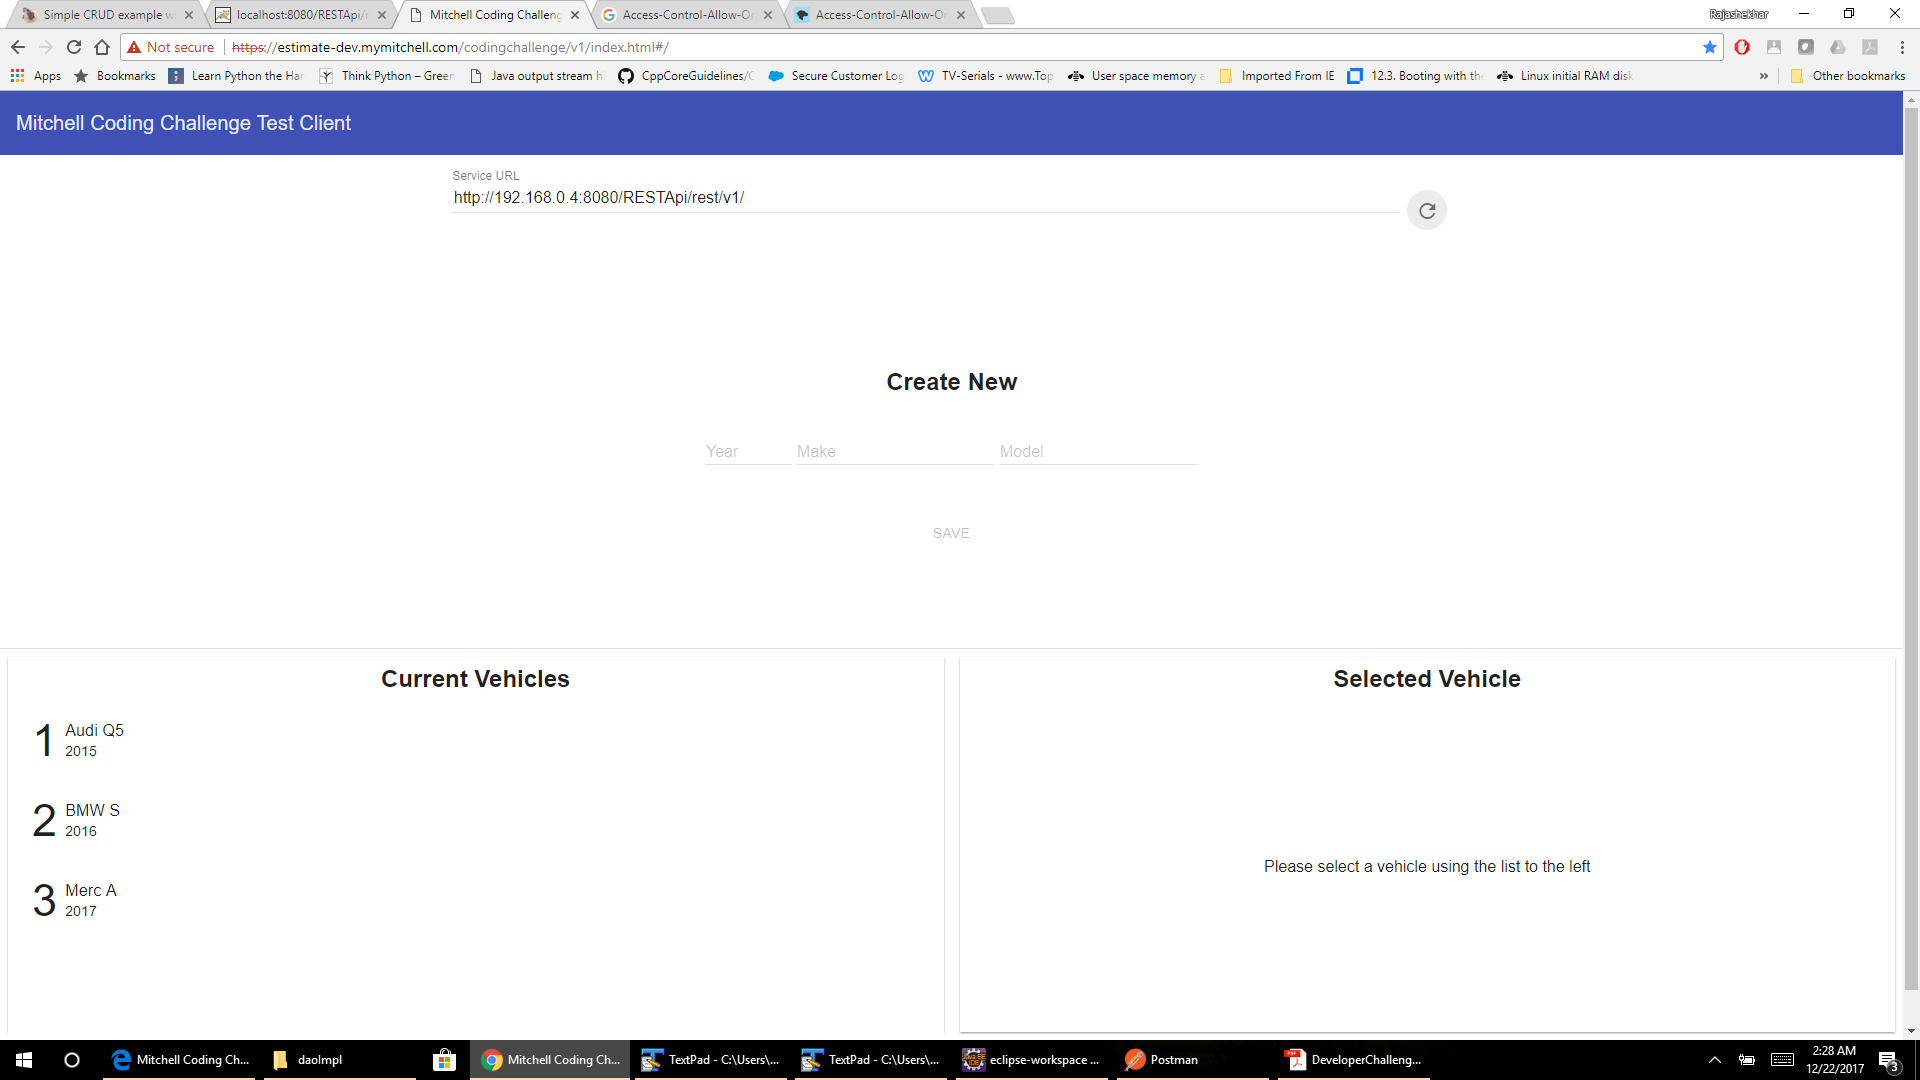 Simple CRUD example w
localhost:8080/RESTApi/r
Mitchell Coding Challeng
Access-Control-Allow-Or
Access-Control-Allow-Or
Rajashekhar
Not secure
https://estimate-dev.mymitchell.com/codingchallenge/v1/index.html#/
Apps
Bookmarks
Learn Python the Har
Think Python – Green
Java output stream h
CppCoreGuidelines/C
Secure Customer Log
TV-Serials - www.Top
User space memory a
Imported From IE
12.3. Booting with the
Linux initial RAM disk
»
Other bookmarks
Mitchell Coding Challenge Test Client
Service URL
http://192.168.0.4:8080/RESTApi/rest/v1/
Create New
Year
Make
Model
SAVE
Current Vehicles
1
Audi Q5
2015
2
BMW S
2016
3
Merc A
2017
Selected Vehicle
Please select a vehicle using the list to the left
Mitchell Coding Ch...
daoImpl
Mitchell Coding Ch...
TextPad - C:\Users\...
TextPad - C:\Users\...
eclipse-workspace ...
Postman
DeveloperChalleng...
2:28 AM
12/22/2017
3